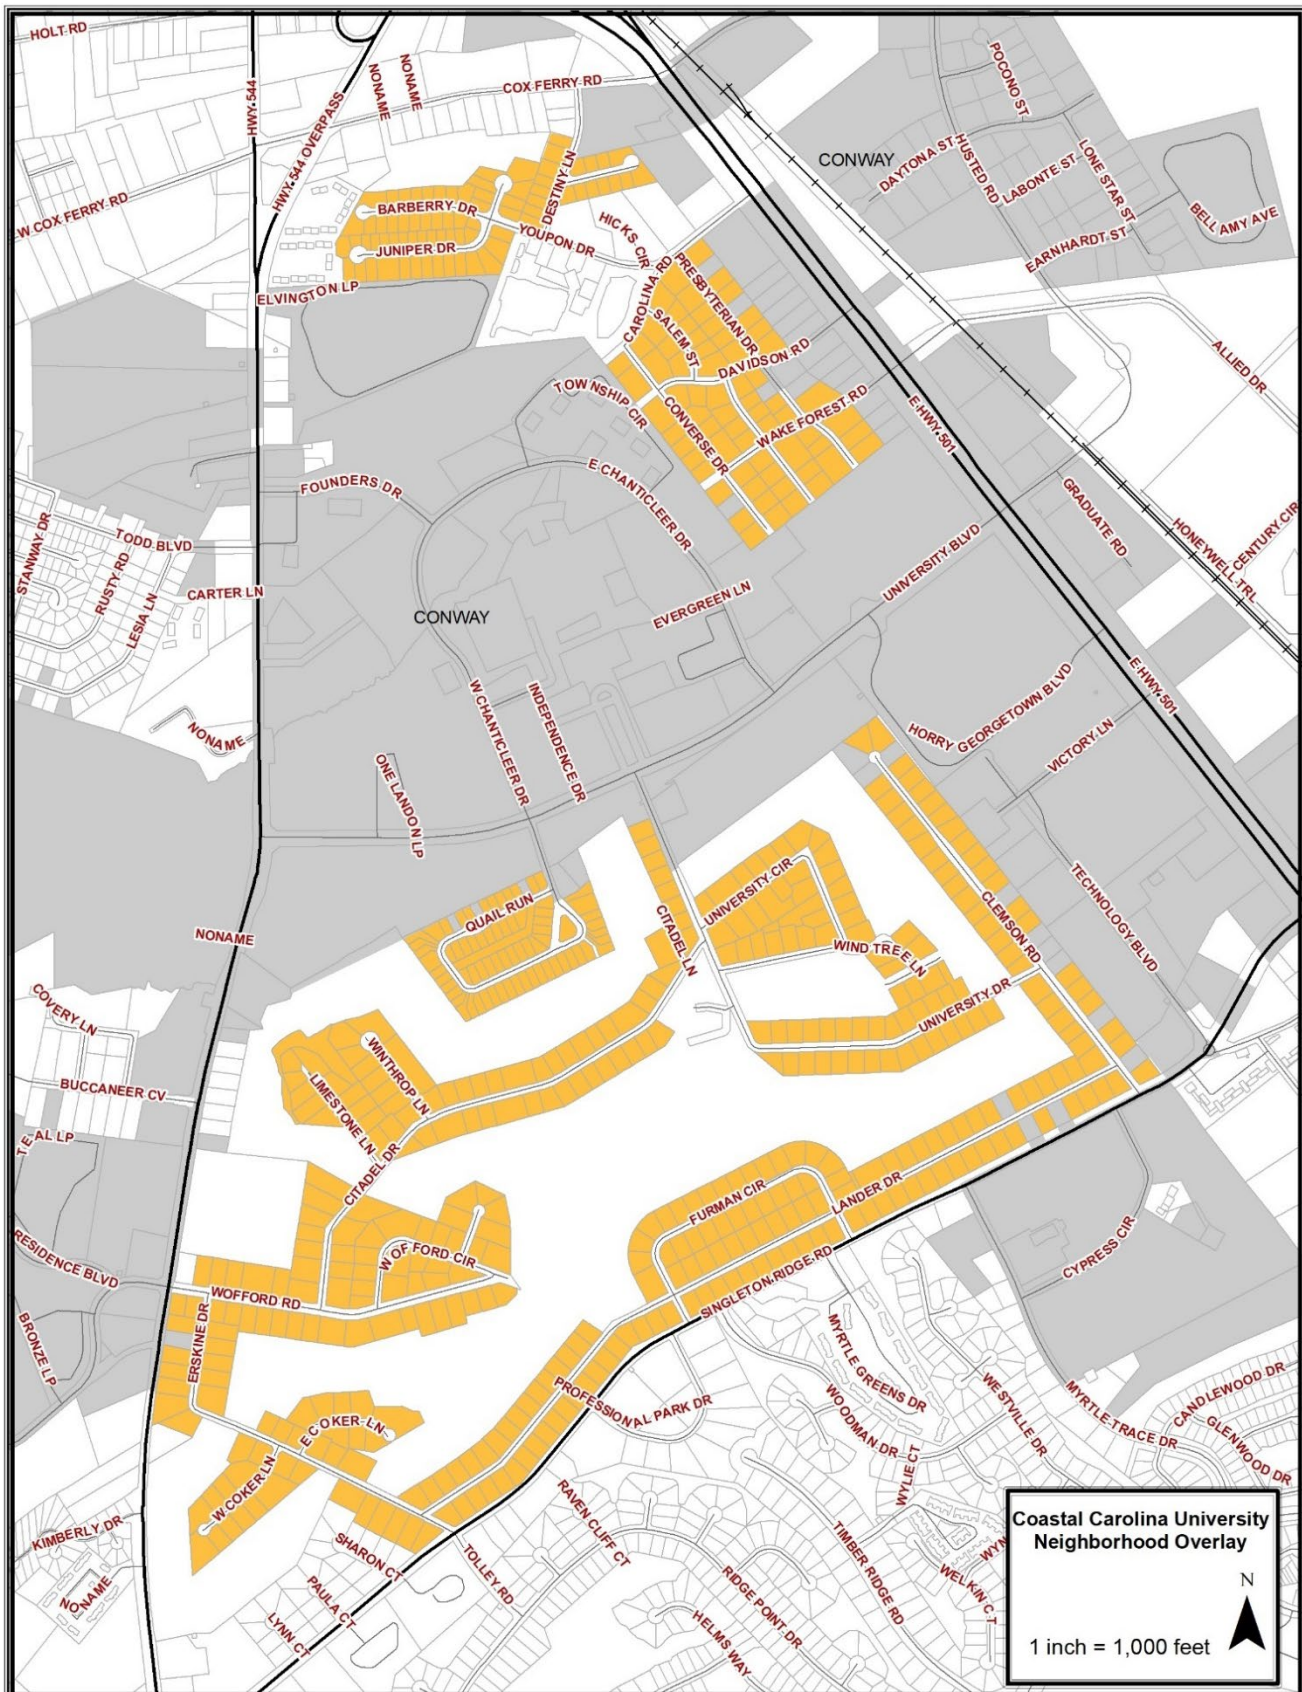 HOLT RD
HWY 544
HWY 544 OVERPASS
NONAME
NONAME
COX FERRY RD
POCONO ST
CONWAY
DAYTONA ST
HUSTED RD
LABONTE ST
LONE STAR ST
BELLAMY AVE
EARNHARDT ST
W COX FERRY RD
BARBERRY DR
JUNIPER DR
DESTINY LN
YOUPON DR
HICKS CIR
ELVINGTON LP
CAROLINA RD
PRESBYTERIAN DR
SALEM ST
DAVIDSON RD
ALLIED DR
TOWNSHIP CIR
CONVERSE DR
WAKE FOREST RD
E HWY 501
FOUNDERS DR
E CHANTICLEER DR
GRADUATE RD
HONEYWELL TRL
CENTURY CIR
STANWAY DR
TODD BLVD
RUSTY RD
LESIA LN
CARTER LN
CONWAY
EVERGREEN LN
UNIVERSITY BLVD
NONAME
W CHANTICLEER DR
INDEPENDENCE DR
ONE LANDON LP
HORRY GEORGETOWN BLVD
VICTORY LN
E HWY 501
QUAIL RUN
CITADEL LN
UNIVERSITY CIR
WIND TREE LN
CLEMSON RD
TECHNOLOGY BLVD
NONAME
UNIVERSITY DR
COVERY LN
BUCCANEER CV
TEAL LP
WINTHROP LN
LIMESTONE LN
CITADEL DR
FURMAN CIR
LANDER DR
SINGLETON RIDGE RD
CYPRESS CIR
RESIDENCE BLVD
WOFFORD RD
WOFFORD CIR
BRONZE LP
ERSKINE DR
E COKER LN
W COKER LN
PROFESSIONAL PARK DR
MYRTLE GREENS DR
WOODMAN DR
WYLIE CT
WESTVILLE DR
MYRTLE TRACE DR
CANDLEWOOD DR
GLENWOOD DR
KIMBERLY DR
NONAME
SHARON CT
PAULA CT
LYNN CT
TOLLEY RD
RAVEN CLIFF CT
RIDGE POINT DR
HELMS WAY
TIMBER RIDGE RD
WELKIN CT
WYN
Coastal Carolina University
Neighborhood Overlay
N
1 inch = 1,000 feet